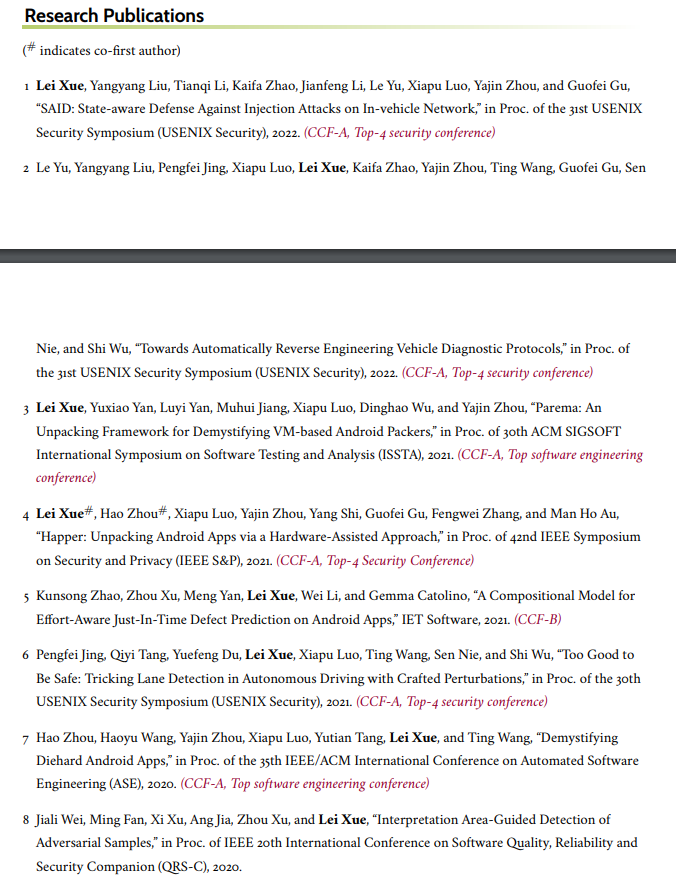 Research Publications
(# indicates co-first author)
1 Lei Xue, Yangyang Liu, Tianqi Li, Kaifa Zhao, Jianfeng Li, Le Yu, Xiapu Luo, Yajin Zhou, and Guofei Gu,
“SAID: State-aware Defense Against Injection Attacks on In-vehicle Network,” in Proc. of the 31st USENIX
Security Symposium (USENIX Security), 2022. (CCF-A, Top-4 security conference)
2 Le Yu, Yangyang Liu, Pengfei Jing, Xiapu Luo, Lei Xue, Kaifa Zhao, Yajin Zhou, Ting Wang, Guofei Gu, Sen
Nie, and Shi Wu, “Towards Automatically Reverse Engineering Vehicle Diagnostic Protocols,” in Proc. of
the 31st USENIX Security Symposium (USENIX Security), 2022. (CCF-A, Top-4 security conference)
3 Lei Xue, Yuxiao Yan, Luyi Yan, Muhui Jiang, Xiapu Luo, Dinghao Wu, and Yajin Zhou, “Parema: An
Unpacking Framework for Demystifying VM-based Android Packers,” in Proc. of 30th ACM SIGSOFT
International Symposium on Software Testing and Analysis (ISSTA), 2021. (CCF-A, Top software engineering
conference)
4 Lei Xue#, Hao Zhou#, Xiapu Luo, Yajin Zhou, Yang Shi, Guofei Gu, Fengwei Zhang, and Man Ho Au,
“Happer: Unpacking Android Apps via a Hardware-Assisted Approach,” in Proc. of 42nd IEEE Symposium
on Security and Privacy (IEEE S&P), 2021. (CCF-A, Top-4 Security Conference)
5 Kunsong Zhao, Zhou Xu, Meng Yan, Lei Xue, Wei Li, and Gemma Catolino, “A Compositional Model for
Effort-Aware Just-In-Time Defect Prediction on Android Apps,” IET Software, 2021. (CCF-B)
6 Pengfei Jing, Qiyi Tang, Yuefeng Du, Lei Xue, Xiapu Luo, Ting Wang, Sen Nie, and Shi Wu, “Too Good to
Be Safe: Tricking Lane Detection in Autonomous Driving with Crafted Perturbations,” in Proc. of the 30th
USENIX Security Symposium (USENIX Security), 2021. (CCF-A, Top-4 security conference)
7 Hao Zhou, Haoyu Wang, Yajin Zhou, Xiapu Luo, Yutian Tang, Lei Xue, and Ting Wang, “Demystifying
Diehard Android Apps,” in Proc. of the 35th IEEE/ACM International Conference on Automated Software
Engineering (ASE), 2020. (CCF-A, Top software engineering conference)
8 Jiali Wei, Ming Fan, Xi Xu, Ang Jia, Zhou Xu, and Lei Xue, “Interpretation Area-Guided Detection of
Adversarial Samples,” in Proc. of IEEE 20th International Conference on Software Quality, Reliability and
Security Companion (QRS-C), 2020.